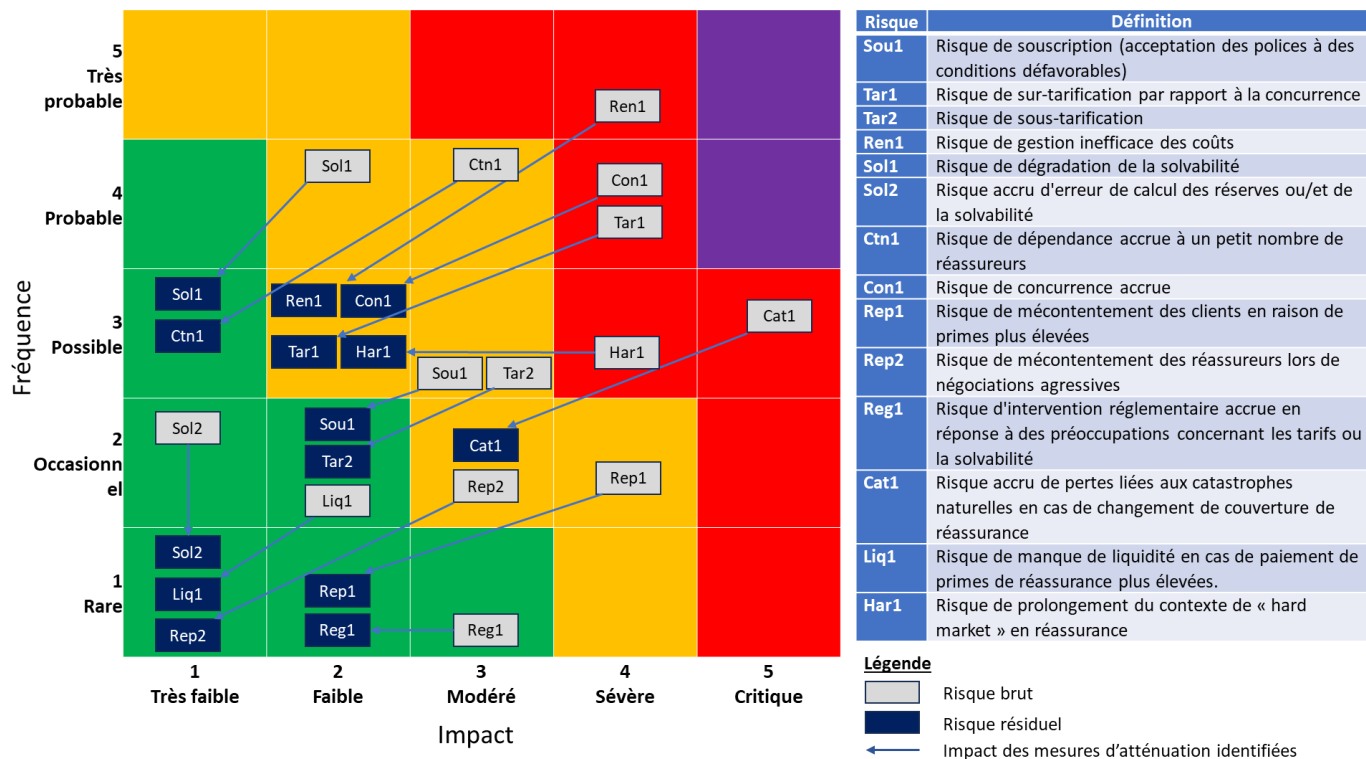 Fréquence
5
Très
probable
4
Probable
3
Possible
2
Occasionn
el
1
Rare
Ren1
Sol1
Ctn1
Con1
Tar1
Sol1
Ctn1
Ren1
Con1
Tar1
Har1
Sou1
Tar2
Har1
Cat1
Sol2
Sou1
Tar2
Liq1
Cat1
Rep2
Rep1
Sol2
Liq1
Rep2
Rep1
Reg1
Reg1
1
Très faible
2
Faible
3
Modéré
4
Sévère
5
Critique
Impact
Risque Définition
Sou1 Risque de souscription (acceptation des polices à des
conditions défavorables)
Tar1 Risque de sur-tarification par rapport à la concurrence
Tar2 Risque de sous-tarification
Ren1 Risque de gestion inefficace des coûts
Sol1 Risque de dégradation de la solvabilité
Sol2 Risque accru d'erreur de calcul des réserves ou/et de
la solvabilité
Ctn1 Risque de dépendance accrue à un petit nombre de
réassureurs
Con1 Risque de concurrence accrue
Rep1 Risque de mécontentement des clients en raison de
primes plus élevées
Rep2 Risque de mécontentement des réassureurs lors de
négociations agressives
Reg1 Risque d'intervention réglementaire accrue en
réponse à des préoccupations concernant les tarifs ou
la solvabilité
Cat1 Risque accru de pertes liées aux catastrophes
naturelles en cas de changement de couverture de
réassurance
Liq1 Risque de manque de liquidité en cas de paiement de
primes de réassurance plus élevées.
Har1 Risque de prolongement du contexte de « hard
market » en réassurance
Légende
Risque brut
Risque résiduel
Impact des mesures d’atténuation identifiées